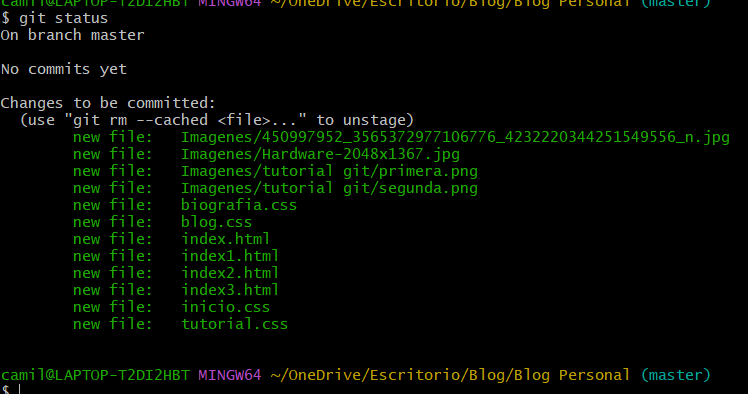 camil@LAPTOP-T2DI2HBT MINGW64 ~/OneDrive/Escritorio/Blog/Blog Personal (master)
$ git status
On branch master
No commits yet
Changes to be committed:
  (use "git rm --cached <file>..." to unstage)
        new file:   Imagenes/450997952_3565372977106776_4232220344251549556_n.jpg
        new file:   Imagenes/Hardware-2048x1367.jpg
        new file:   Imagenes/tutorial git/primera.png
        new file:   Imagenes/tutorial git/segunda.png
        new file:   biografia.css
        new file:   blog.css
        new file:   index.html
        new file:   index1.html
        new file:   index2.html
        new file:   index3.html
        new file:   inicio.css
        new file:   tutorial.css
camil@LAPTOP-T2DI2HBT MINGW64 ~/OneDrive/Escritorio/Blog/Blog Personal (master)
$